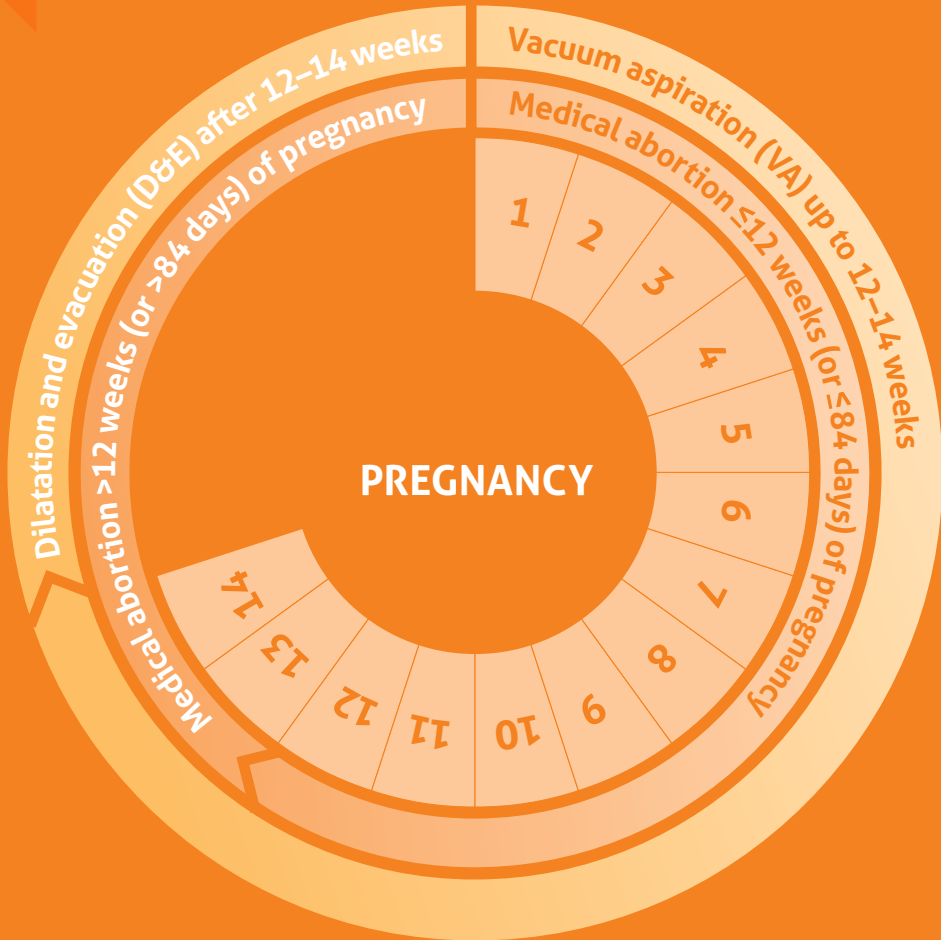 Vacuum aspiration (VA) up to 12–14 weeks
Dilatation and evacuation (D&E) after 12–14 weeks
Medical abortion ≤12 weeks (or ≤84 days) of pregnancy
Medical abortion >12 weeks (or >84 days) of pregnancy
1
2
3
4
5
6
7
8
9
10
11
12
13
14
PREGNANCY